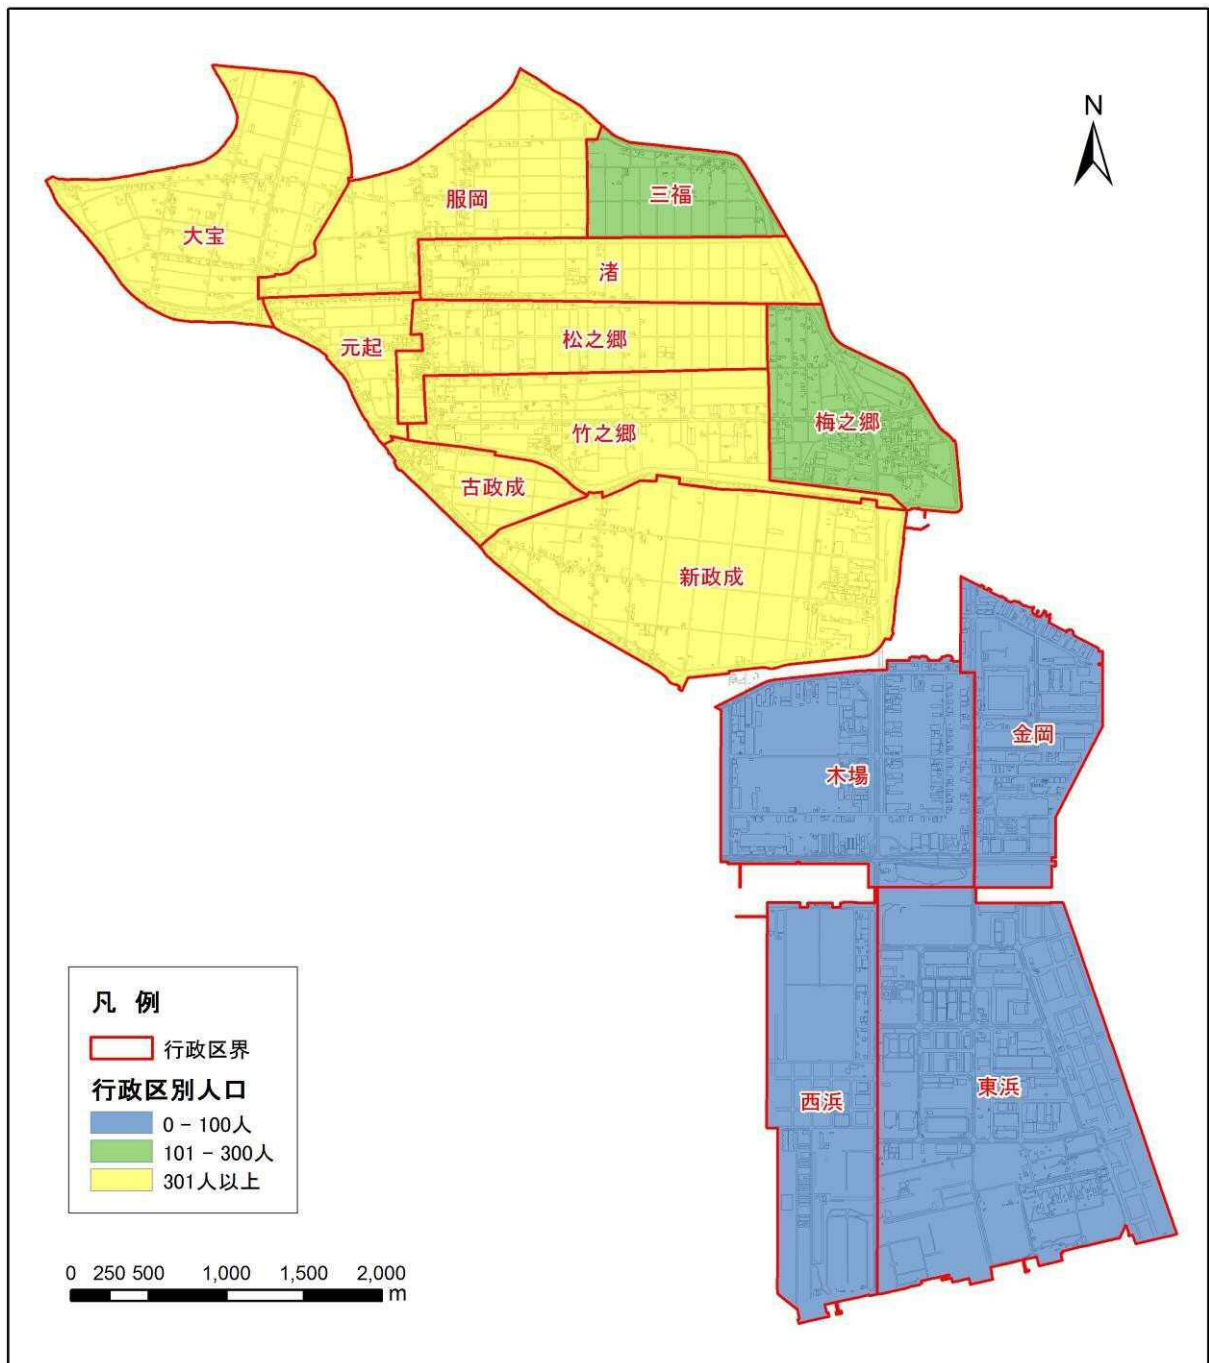 N
服岡
三福
大宝
渚
元起
松之郷
梅之郷
竹之郷
古政成
新政成
金岡
木場
西浜
東浜
凡 例
行政区界
行政区別人口
0 - 100人
101 - 300人
301人以上
0 250 500 1,000 1,500 2,000
m